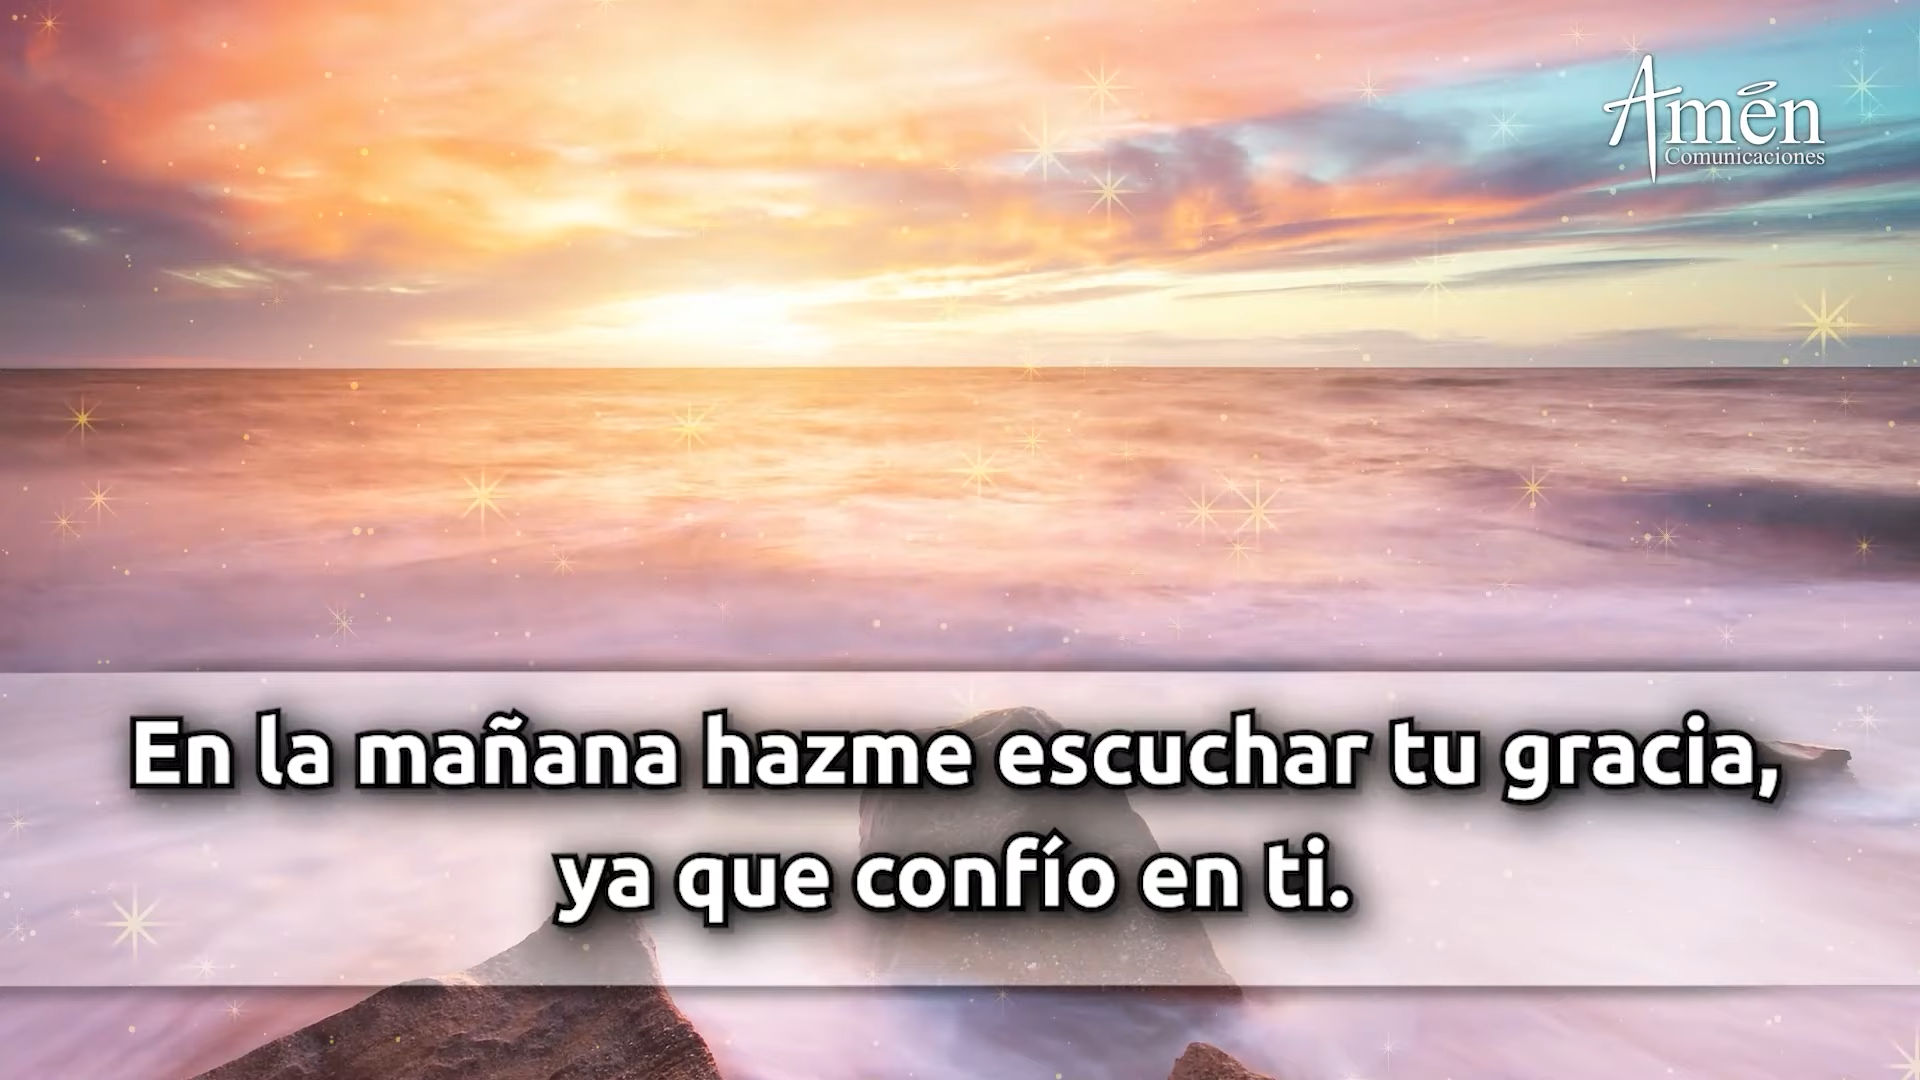 Amén
Comunicaciones
En la mañana hazme escuchar tu gracia,
ya que confío en ti.